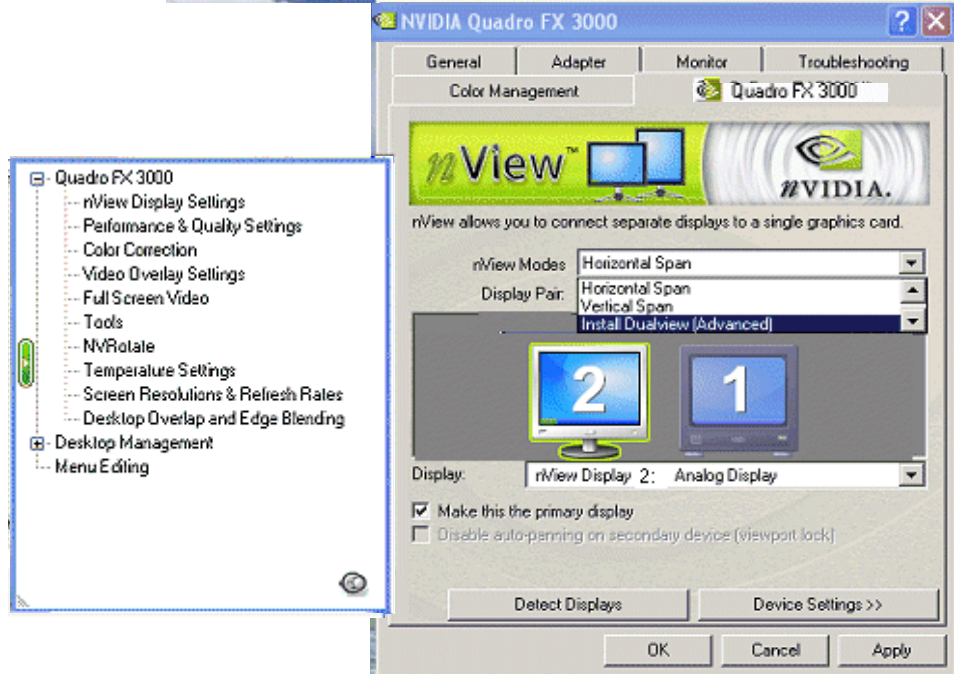 NVIDIA Quadro FX 3000
General Adapter Monitor Troubleshooting
Color Management Quadro FX 3000
nView™ nVIDIA.
nView allows you to connect separate displays to a single graphics card.
nView Modes Horizontal Span
Display Pair: Horizontal Span
Vertical Span
Install Dualview (Advanced)
2 1
Display: nView Display 2: Analog Display
Make this the primary display
Disable auto-panning on secondary device (viewport lock)
Detect Displays Device Settings >>
OK Cancel Apply
Quadro FX 3000
nView Display Settings
Performance & Quality Settings
Color Correction
Video Overlay Settings
Full Screen Video
Tools
NVRotate
Temperature Settings
Screen Resolutions & Refresh Rates
Desktop Overlap and Edge Blending
Desktop Management
Menu Editing